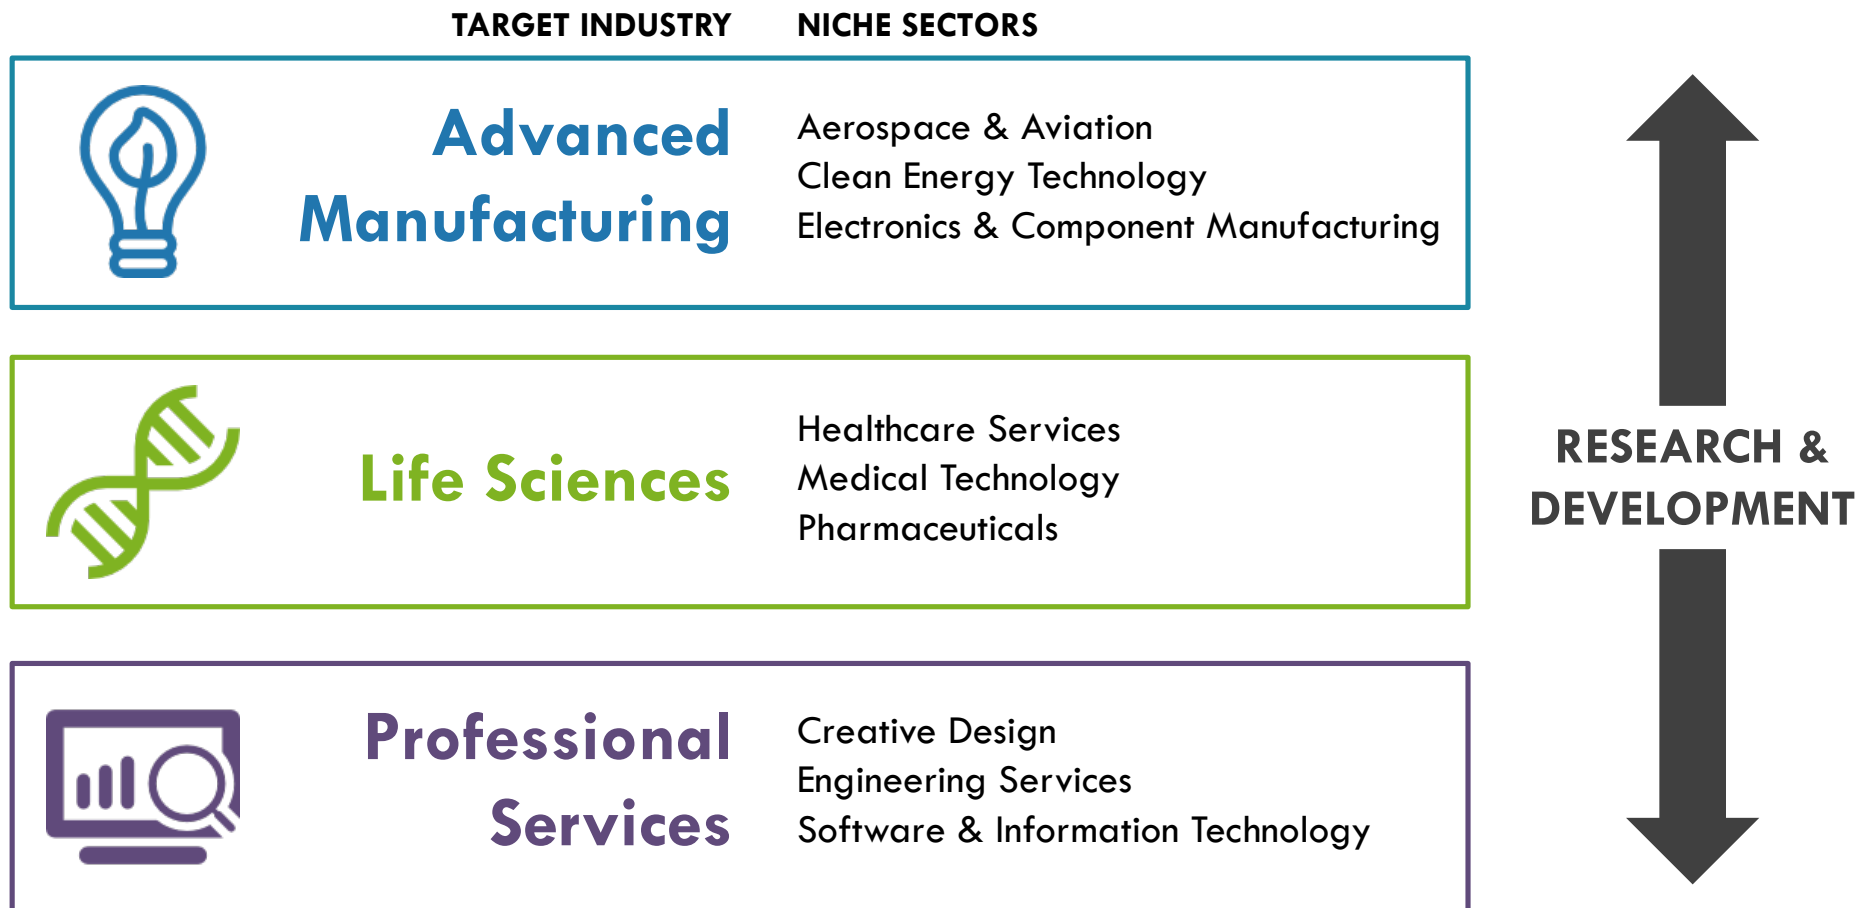 TARGET INDUSTRY NICHE SECTORS
Advanced
Manufacturing
Aerospace & Aviation
Clean Energy Technology
Electronics & Component Manufacturing
Life Sciences
Healthcare Services
Medical Technology
Pharmaceuticals
Professional
Services
Creative Design
Engineering Services
Software & Information Technology
RESEARCH &
DEVELOPMENT